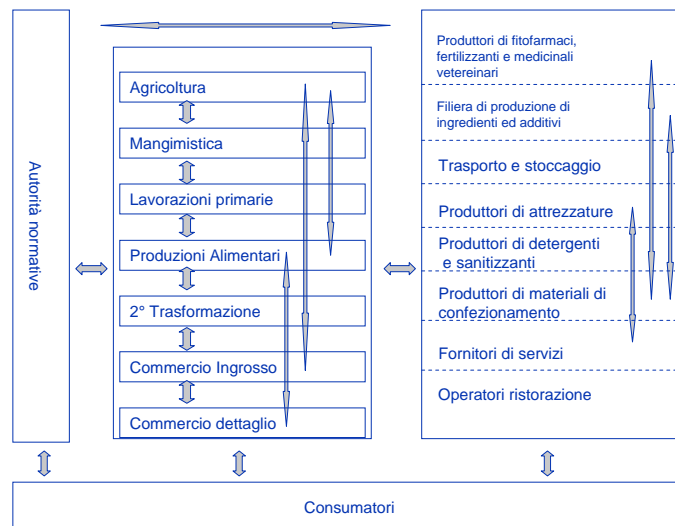 Autorità normative
Agricoltura
Mangimistica
Lavorazioni primarie
Produzioni Alimentari
2° Trasformazione
Commercio Ingrosso
Commercio dettaglio
Produttori di fitofarmaci,
fertilizzanti e medicinali
vetereinari
Filiera di produzione di
ingredienti ed additivi
Trasporto e stoccaggio
Produttori di attrezzature
Produttori di detergenti
e sanitizzanti
Produttori di materiali di
confezionamento
Fornitori di servizi
Operatori ristorazione
Consumatori